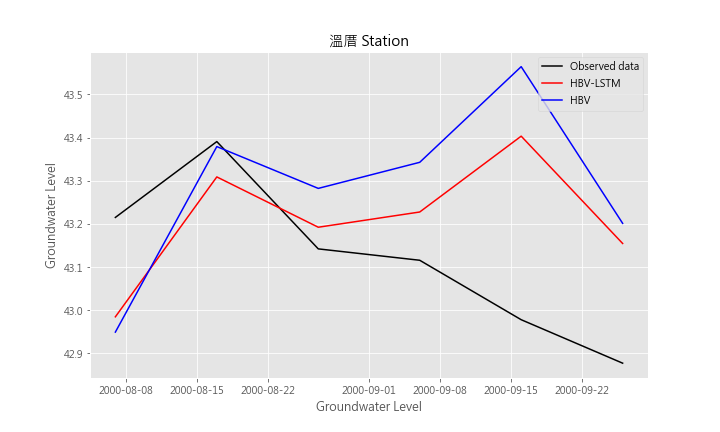 溫厝 Station
Observed data
HBV-LSTM
HBV
Groundwater Level
43.5
43.4
43.3
43.2
43.1
43.0
42.9
2000-08-08 2000-08-15 2000-08-22 2000-09-01 2000-09-08 2000-09-15 2000-09-22
Groundwater Level